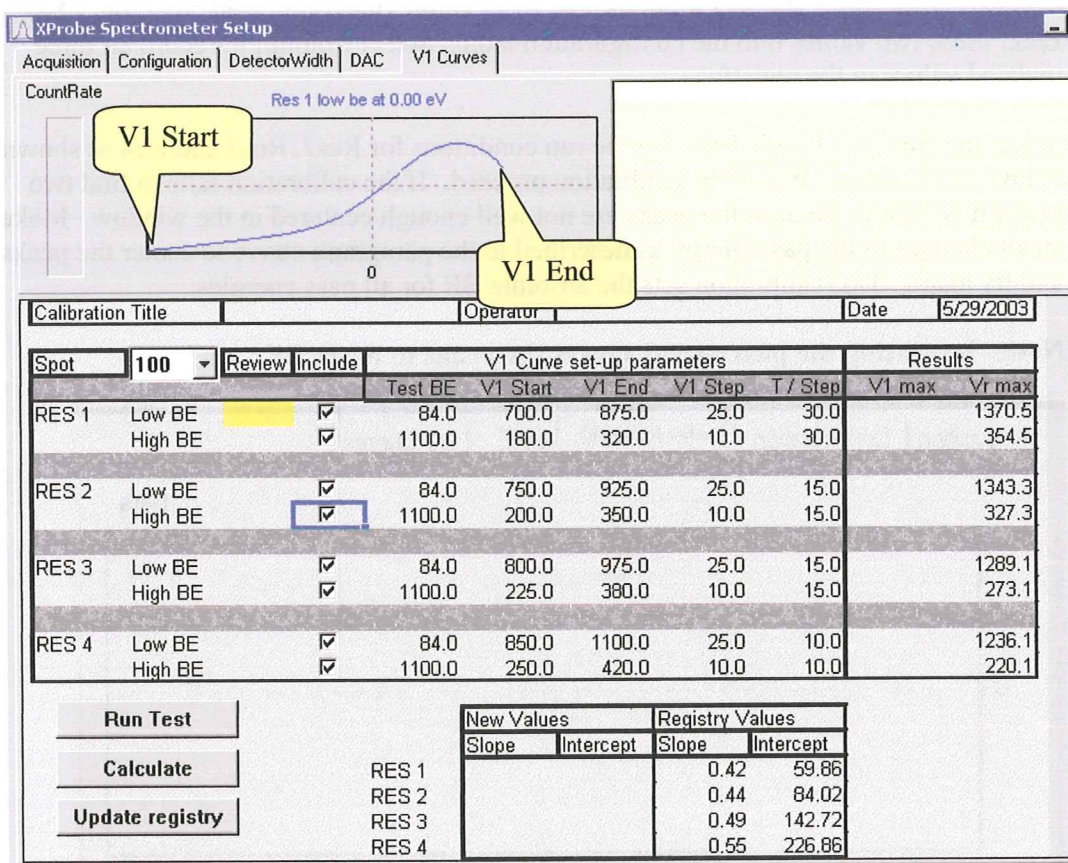 XProbe Spectrometer Setup
Acquisition Configuration DetectorWidth DAC V1 Curves
CountRate
Res 1 low be at 0.00 eV
V1 Start
V1 End
0
Calibration Title Operator Date 5/29/2003
Spot 100 Review Include V1 Curve set-up parameters Results
Test BE V1 Start V1 End V1 Step T / Step V1 max Vr max
RES 1 Low BE 84.0 700.0 875.0 25.0 30.0 1370.5
High BE 1100.0 180.0 320.0 10.0 30.0 354.5
RES 2 Low BE 84.0 750.0 925.0 25.0 15.0 1343.3
High BE 1100.0 200.0 350.0 10.0 15.0 327.3
RES 3 Low BE 84.0 800.0 975.0 25.0 15.0 1289.1
High BE 1100.0 225.0 380.0 10.0 15.0 273.1
RES 4 Low BE 84.0 850.0 1100.0 25.0 10.0 1236.1
High BE 1100.0 250.0 420.0 10.0 10.0 220.1
Run Test
Calculate
Update registry
New Values Registry Values
Slope Intercept Slope Intercept
RES 1 0.42 59.86
RES 2 0.44 84.02
RES 3 0.49 142.72
RES 4 0.55 226.86